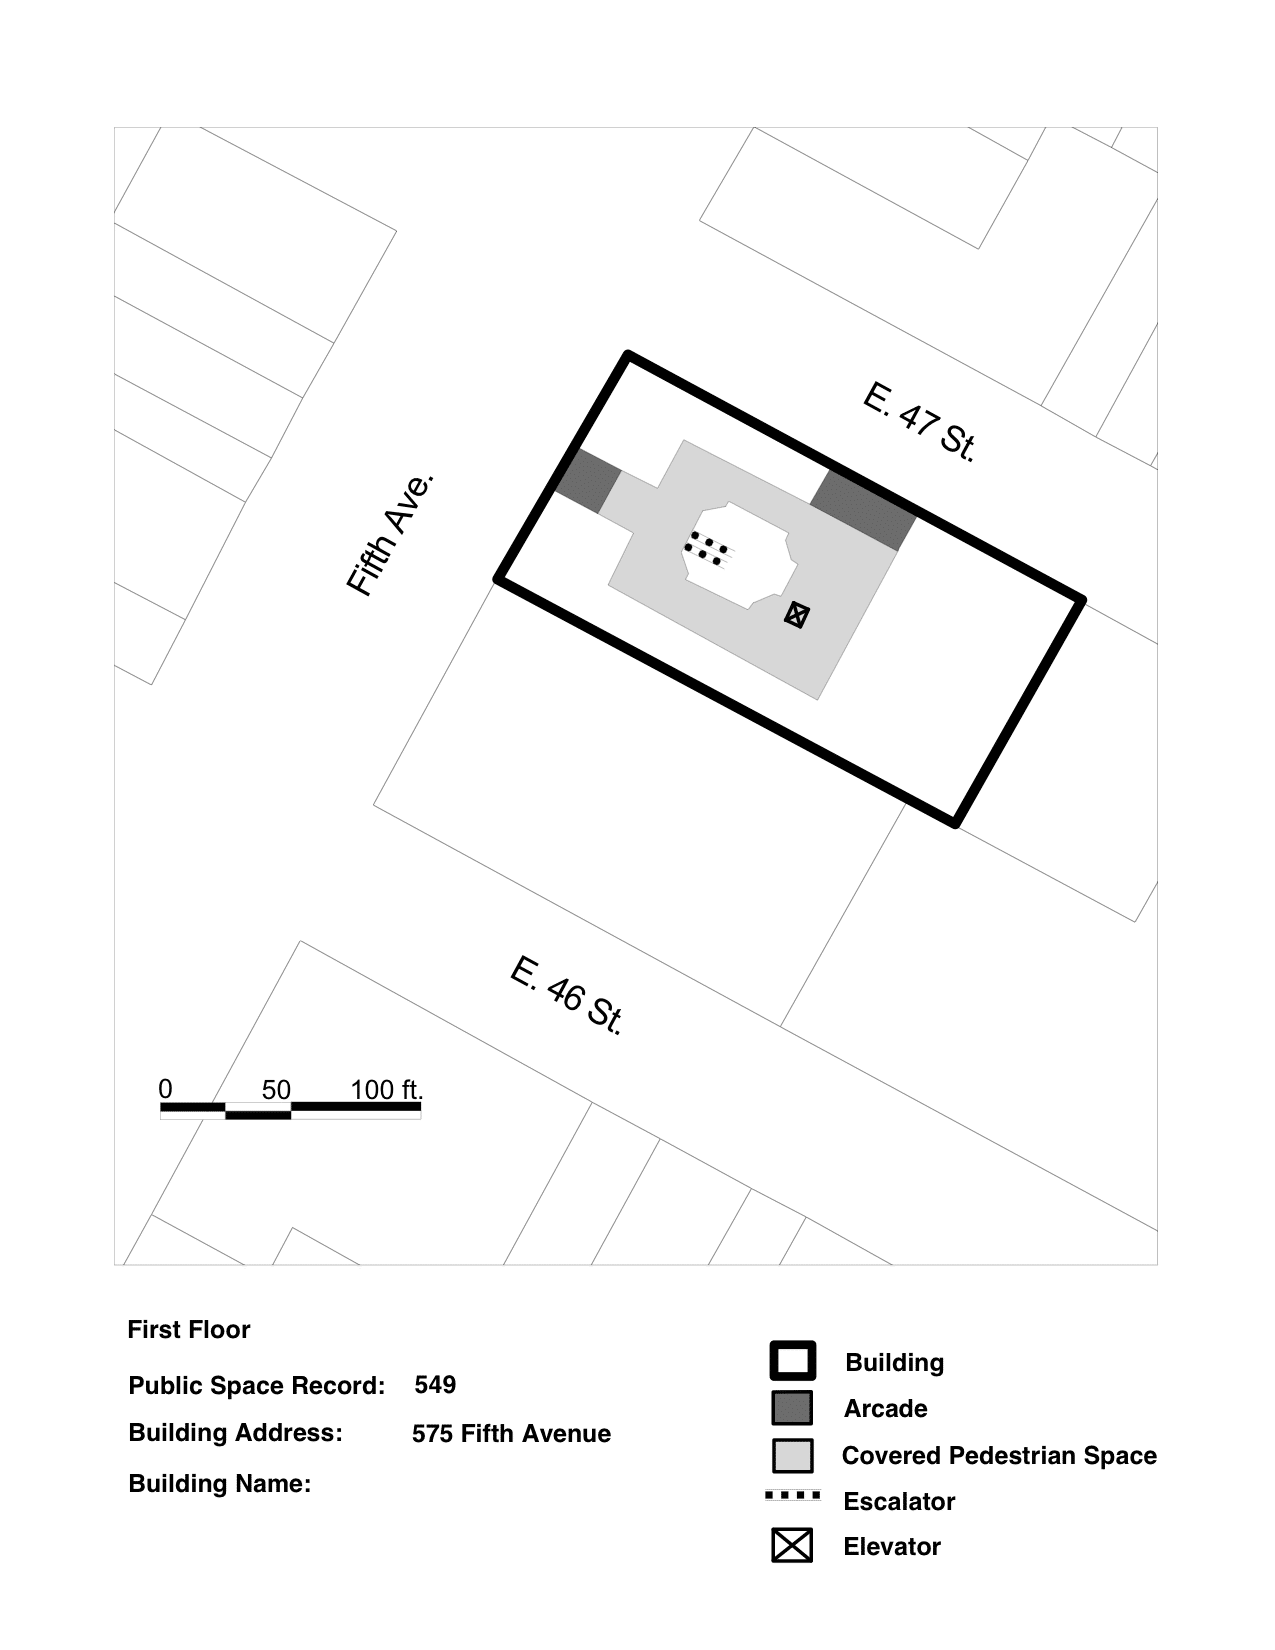 E. 47 St.
Fifth Ave.
E. 46 St.
0 50 100 ft.
First Floor
Public Space Record: 549
Building Address: 575 Fifth Avenue
Building Name:
Building
Arcade
Covered Pedestrian Space
Escalator
Elevator